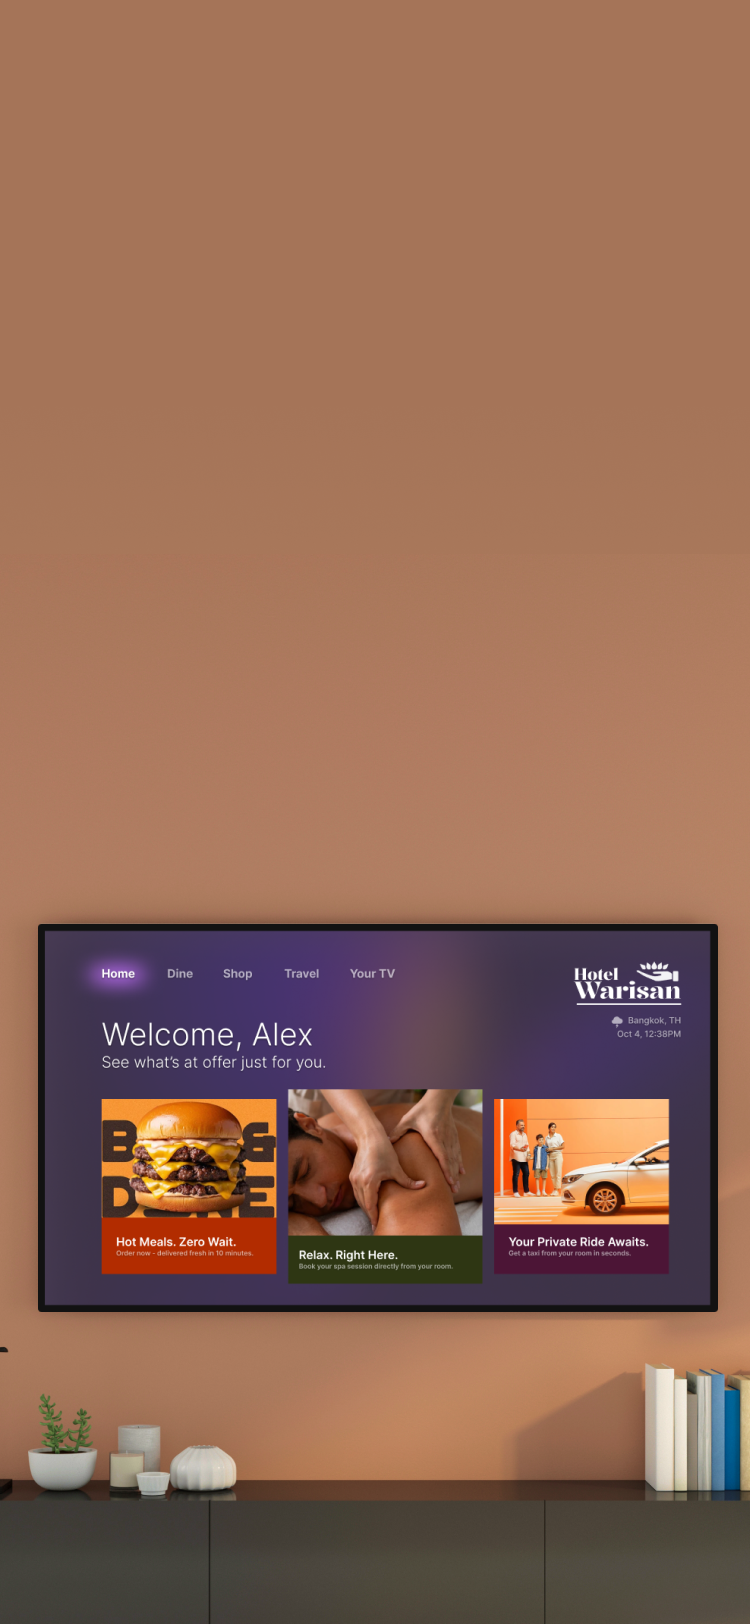 Home Dine Shop Travel Your TV
Hotel
Warisan
Bangkok, TH
Oct 4, 12:38PM
Welcome, Alex
See what's at offer just for you.
Hot Meals. Zero Wait.
Order now - delivered fresh in 10 minutes.
Relax. Right Here.
Book your spa session directly from your room.
Your Private Ride Awaits.
Get a taxi from your room in seconds.